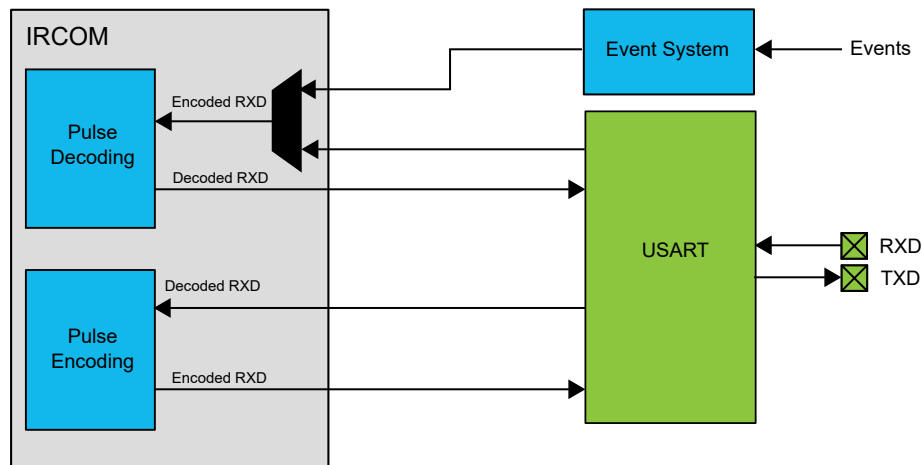 IRCOM
Event System
Events
Encoded RXD
Pulse
Decoding
Decoded RXD
USART
RXD
TXD
Decoded RXD
Pulse
Encoding
Encoded RXD